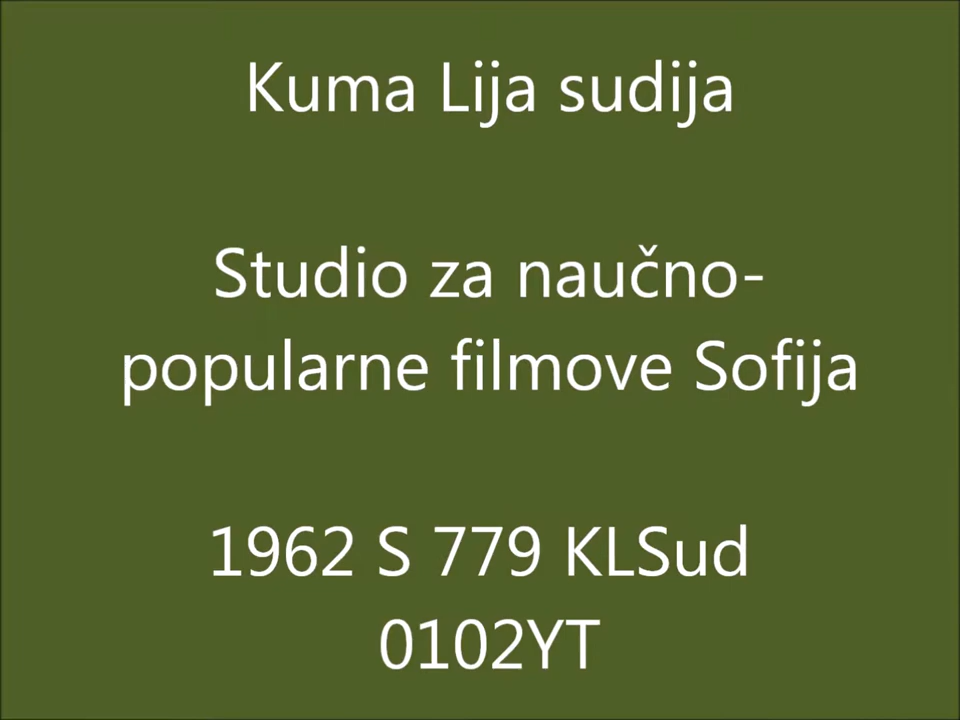 Kuma Lija sudija
Studio za naučno-
popularne filmove Sofija
1962 S 779 KLSud
0102YT